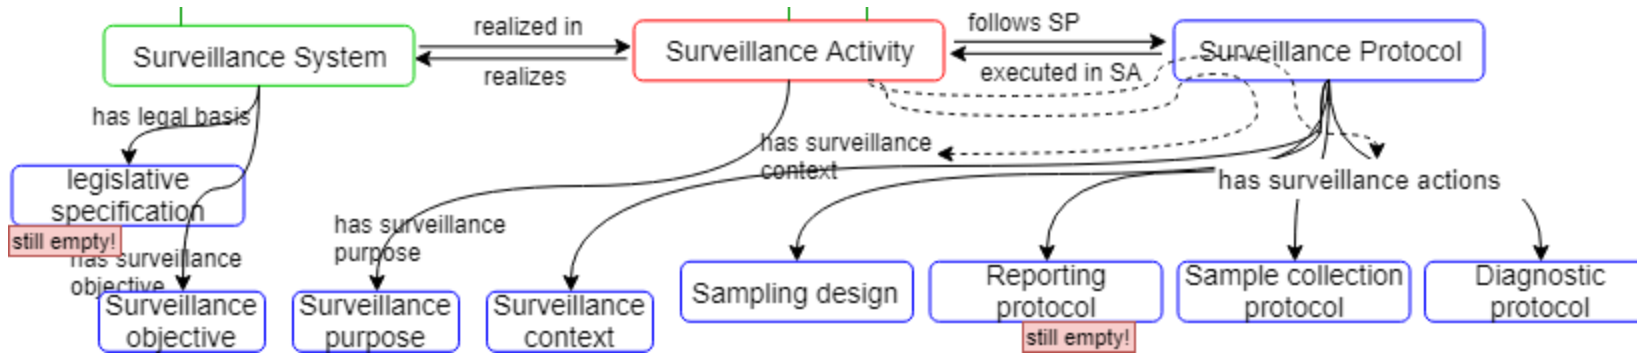 realized in
follows SP
Surveillance System
Surveillance Activity
Surveillance Protocol
realizes
executed in SA
has legal basis
has surveillance
context
legislative
specification
has surveillance actions
still empty!
has surveillance
purpose
has surveillance
objective
Surveillance
objective
Surveillance
purpose
Surveillance
context
Sampling design
Reporting
protocol
still empty!
Sample collection
protocol
Diagnostic
protocol